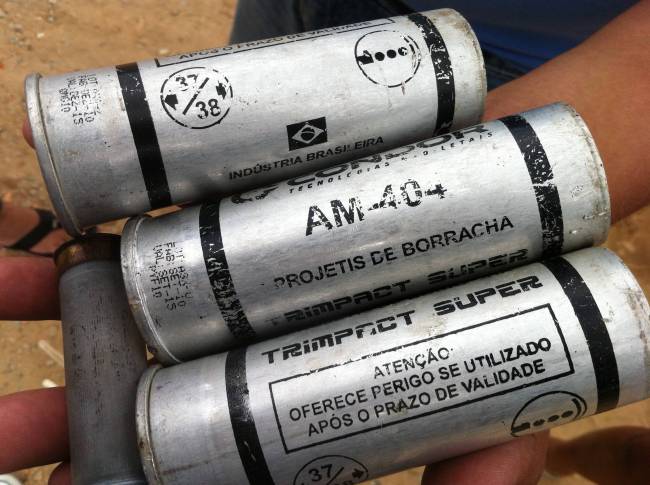 APÓS O PRAZO DE VALIDADE
37
38
INDÚSTRIA BRASILEIRA
CONDOR
AM-404
PROJETIS DE BORRACHA
TRIMPACT SUPER
TRIMPACT SUPER
ATENÇÃO:
OFERECE PERIGO SE UTILIZADO
APÓS O PRAZO DE VALIDADE
37